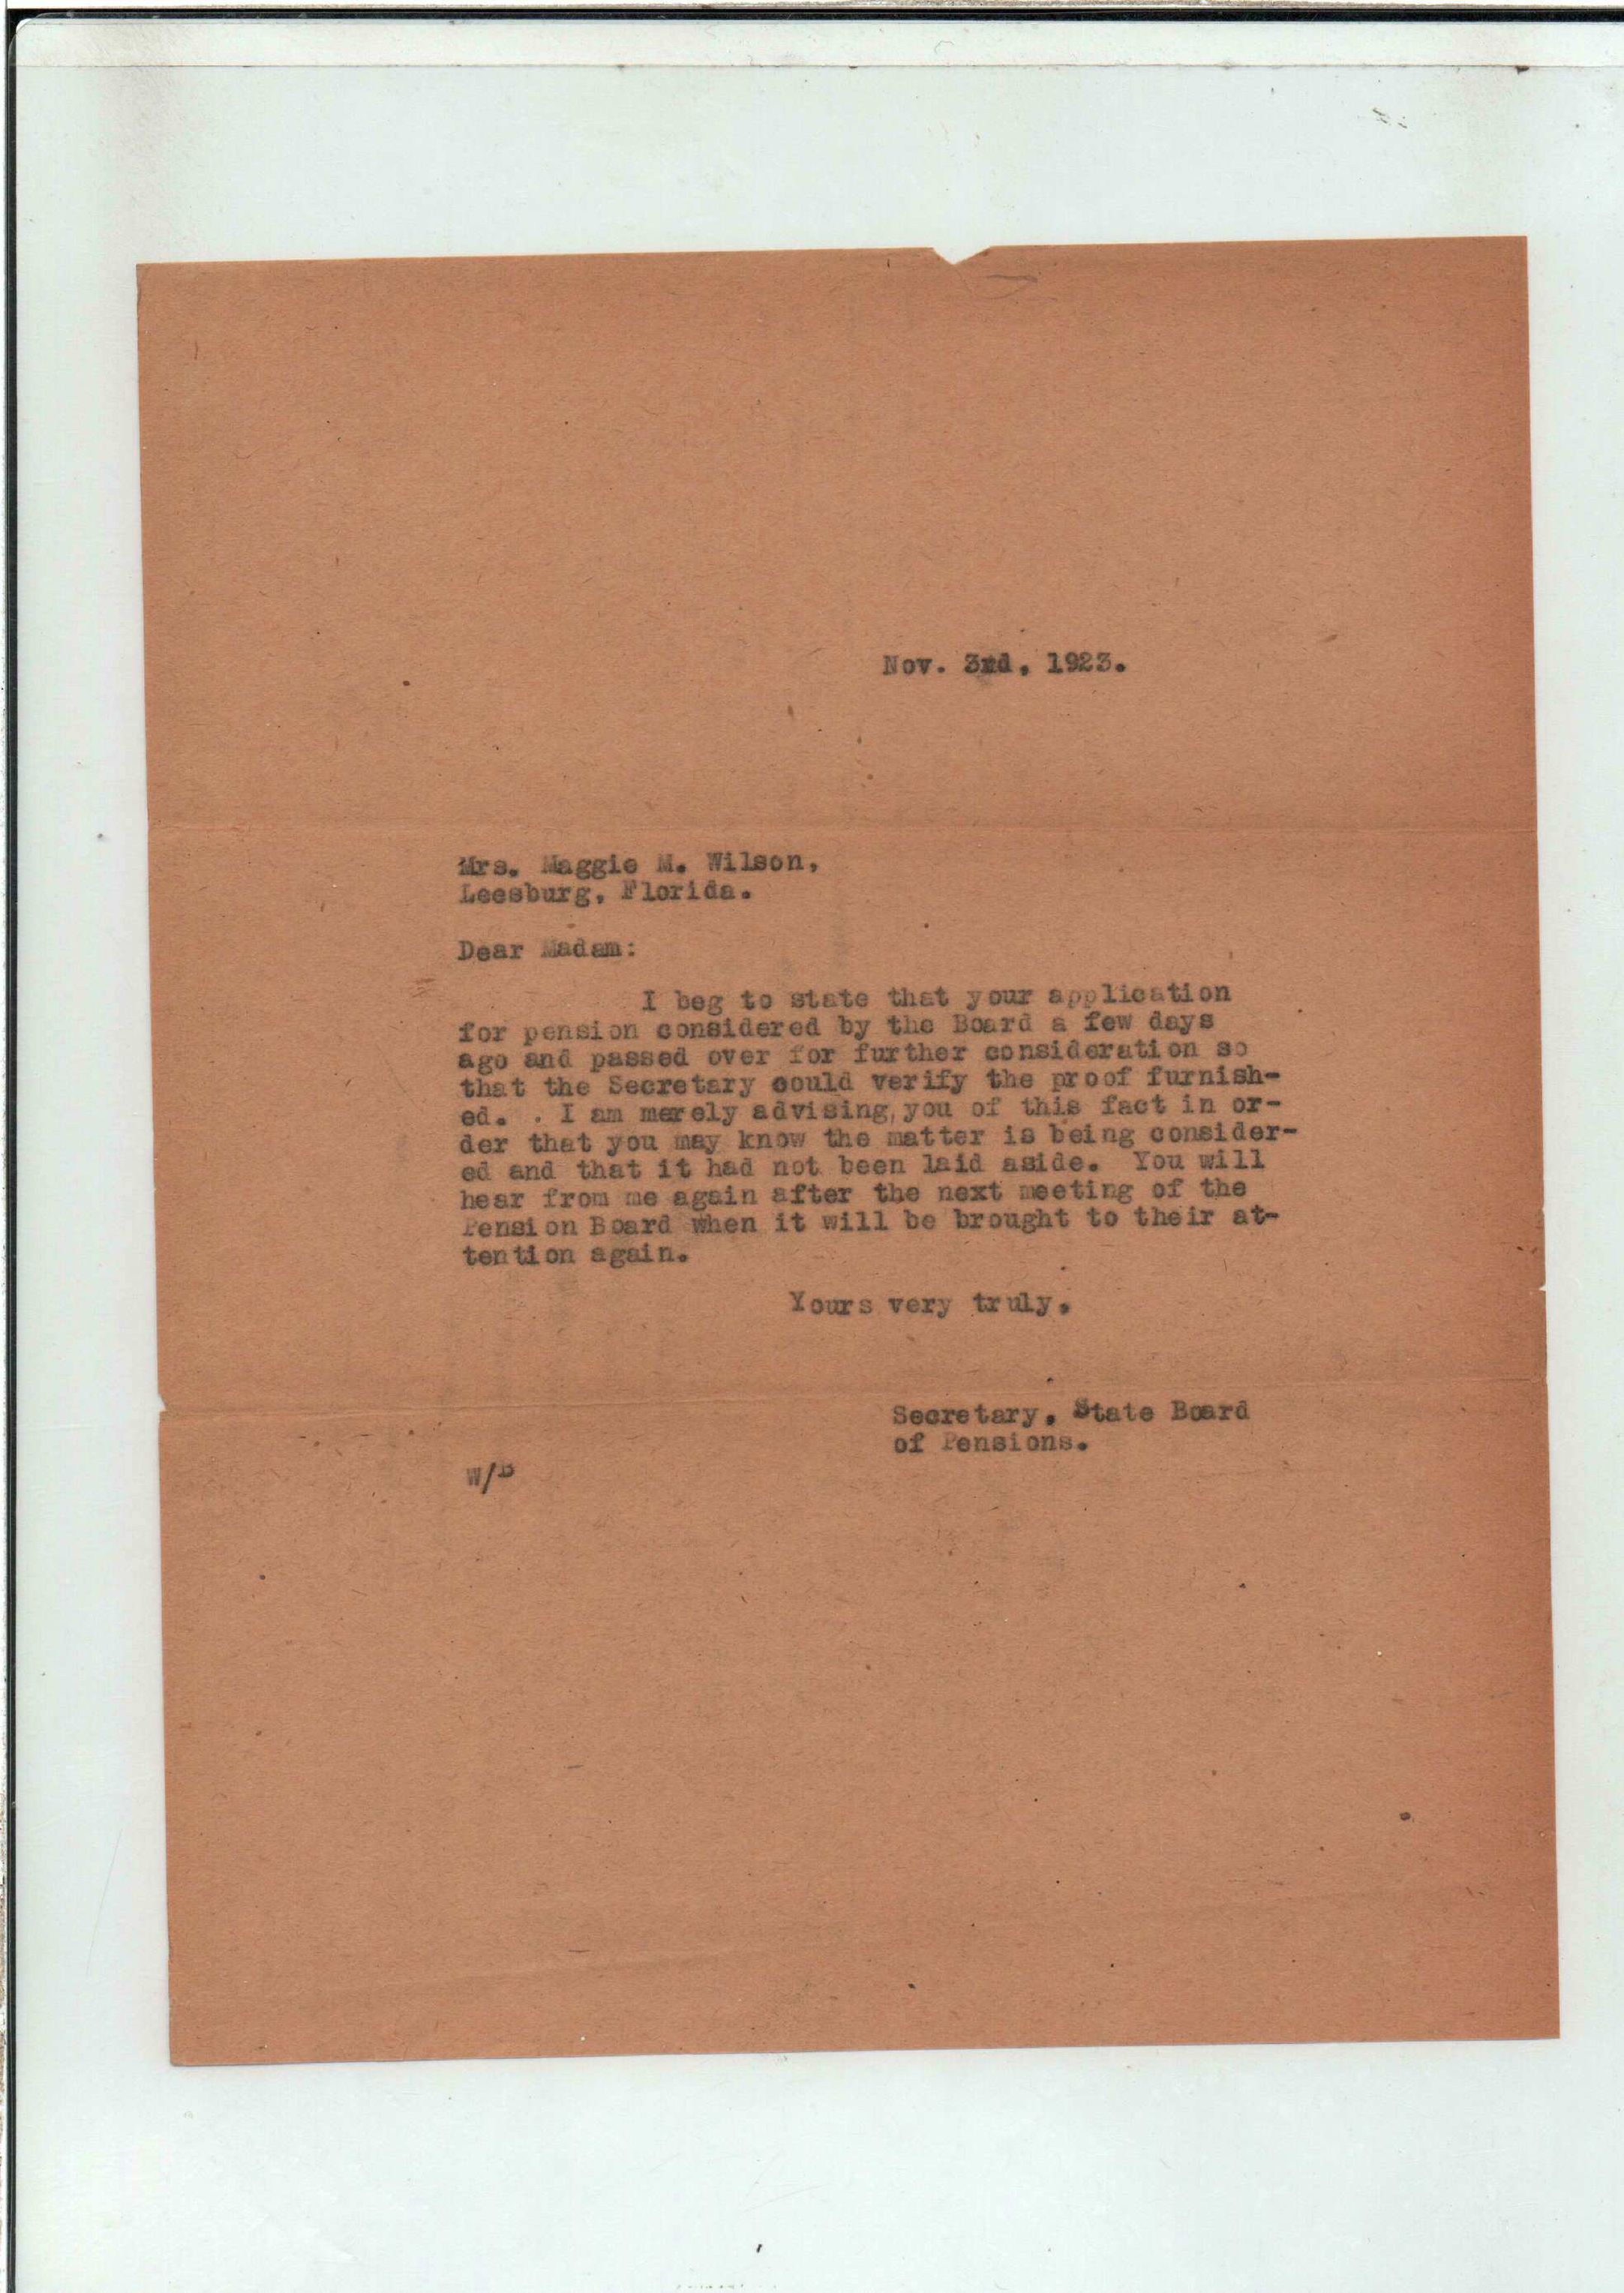 Nov. 3rd, 1923.
Mrs. Maggie M. Wilson,
Leesburg, Florida.
Dear Madam:
I beg to state that your application
for pension considered by the Board a few days
ago and passed over for further consideration so
that the Secretary could verify the proof furnish-
ed. . I am merely advising you of this fact in or-
der that you may know the matter is being consider-
ed and that it had not been laid aside. You will
hear from me again after the next meeting of the
Pension Board when it will be brought to their at-
tention again.
Yours very truly,
Secretary, State Board
of Pensions.
W/B